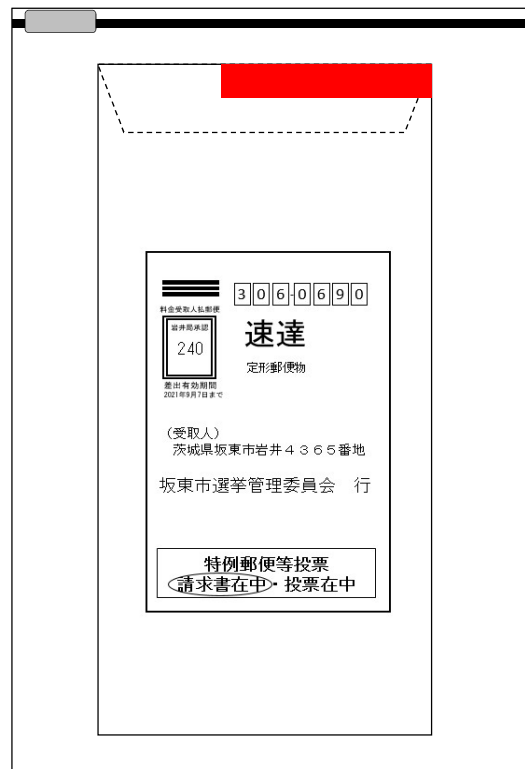 306-0690
料金受取人払郵便
岩井局承認
240
速達
定形郵便物
差出有効期間
2021年9月7日まで
（受取人）
茨城県坂東市岩井４３６５番地
坂東市選挙管理委員会　行
特例郵便等投票
請求書在中・投票在中